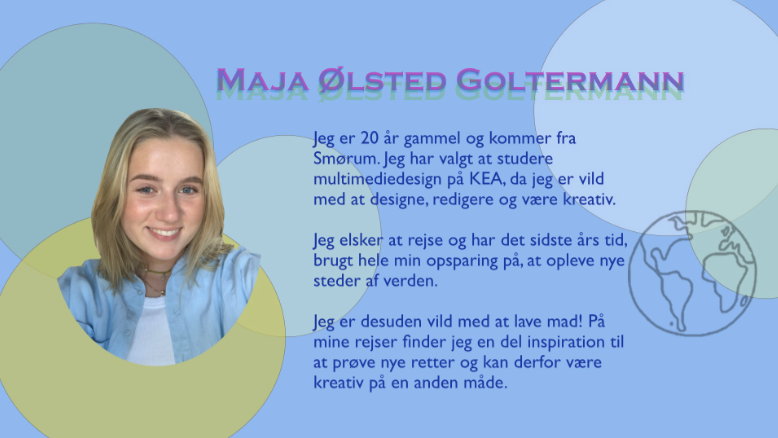 Maja Ølsted Goltermann
Jeg er 20 år gammel og kommer fra
Smørum. Jeg har valgt at studere
multimediedesign på KEA, da jeg er vild
med at designe, redigere og være kreativ.
Jeg elsker at rejse og har det sidste års tid,
brugt hele min opsparing på, at opleve nye
steder af verden.
Jeg er desuden vild med at lave mad! På
mine rejser finder jeg en del inspiration til
at prøve nye retter og kan derfor være
kreativ på en anden måde.